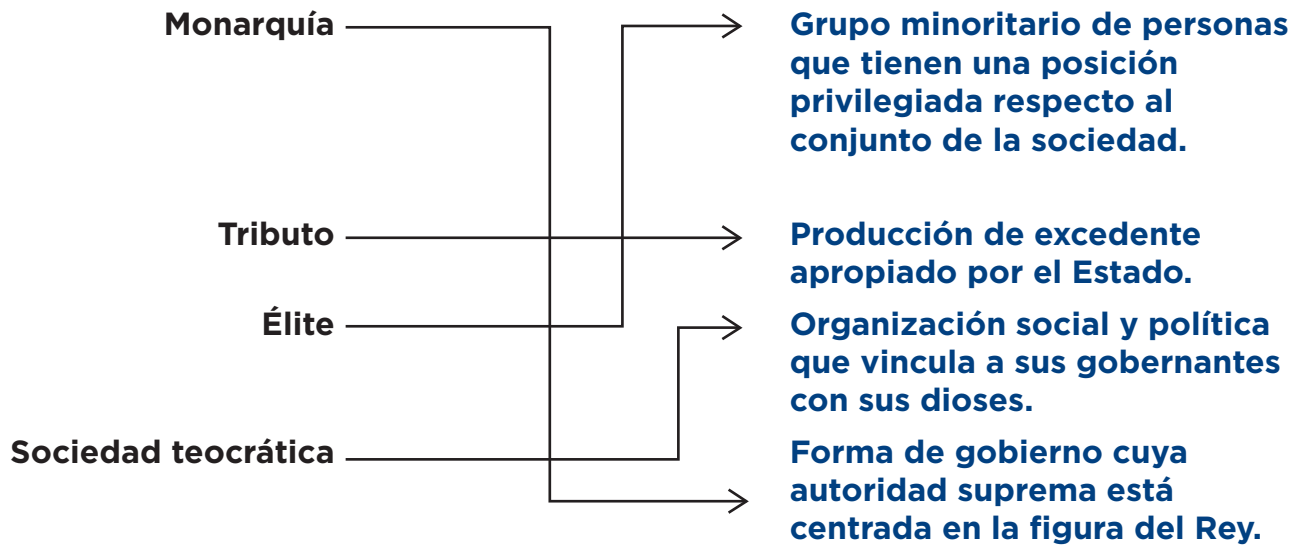 Monarquía
Grupo minoritario de personas
que tienen una posición
privilegiada respecto al
conjunto de la sociedad.
Tributo
Producción de excedente
apropiado por el Estado.
Élite
Organización social y política
que vincula a sus gobernantes
con sus dioses.
Sociedad teocrática
Forma de gobierno cuya
autoridad suprema está
centrada en la figura del Rey.